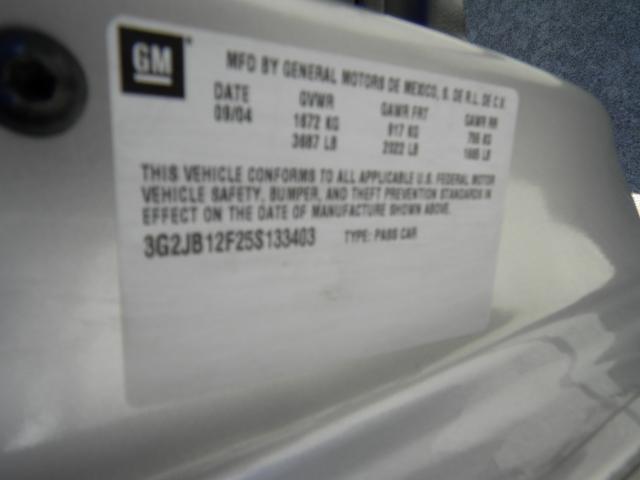 GM
MFD BY GENERAL MOTORS DE MEXICO, S. DE R.L. DE C.V.
DATE GVWR GAWR FRT GAWR RR
09/04 1672 KG 917 KG KG
3687 LB 2022 LB LB
THIS VEHICLE CONFORMS TO ALL APPLICABLE U.S. FEDERAL MOTOR
VEHICLE SAFETY, BUMPER, AND THEFT PREVENTION STANDARDS IN
EFFECT ON THE DATE OF MANUFACTURE SHOWN ABOVE.
3G2JB12F25S133403 TYPE: PASS CAR